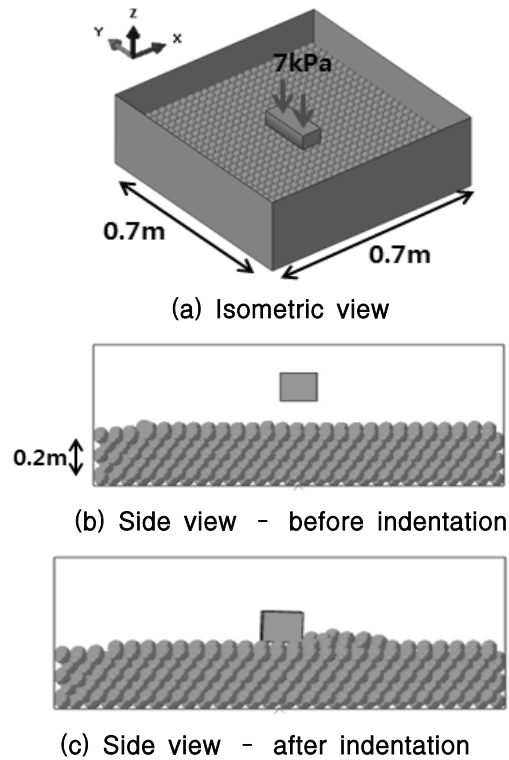 Z
Y
X
7kPa
0.7m
0.7m
(a) Isometric view
0.2m
(b) Side view - before indentation
(c) Side view - after indentation